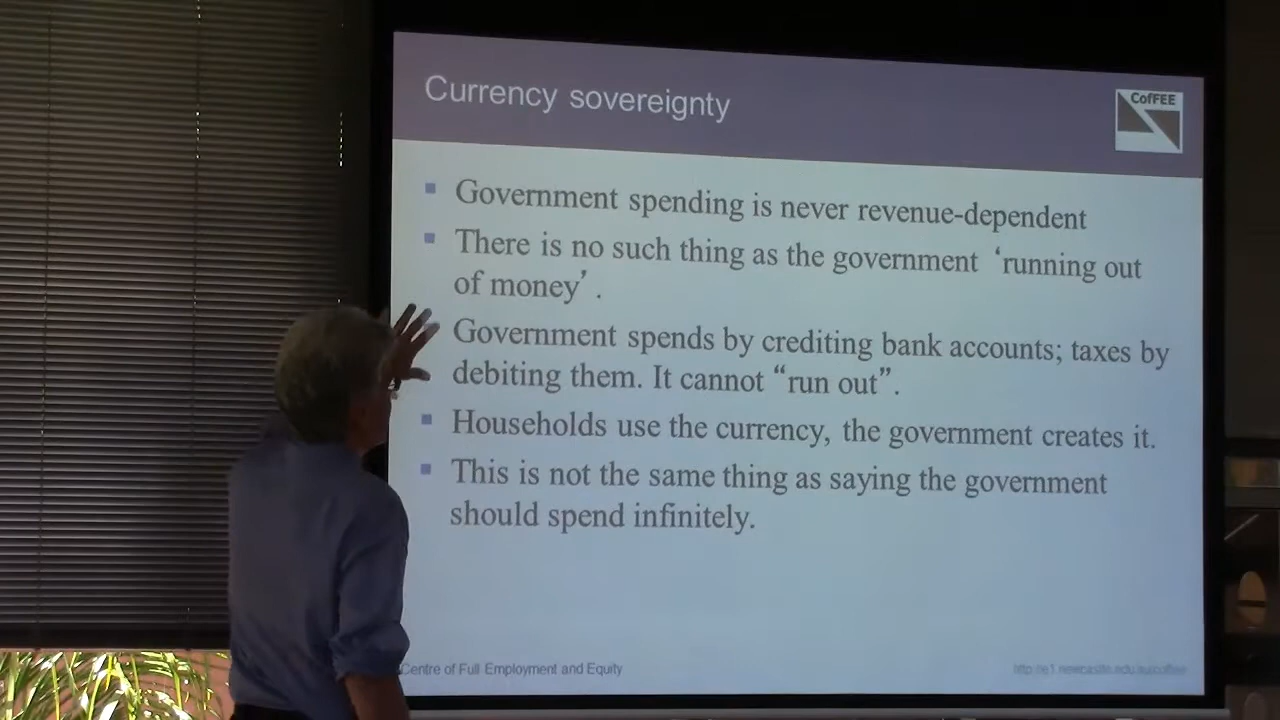 Currency sovereignty
CofFEE
Government spending is never revenue-dependent
There is no such thing as the government 'running out
of money'.
Government spends by crediting bank accounts; taxes by
debiting them. It cannot “run out”.
Households use the currency, the government creates it.
This is not the same thing as saying the government
should spend infinitely.
Centre of Full Employment and Equity